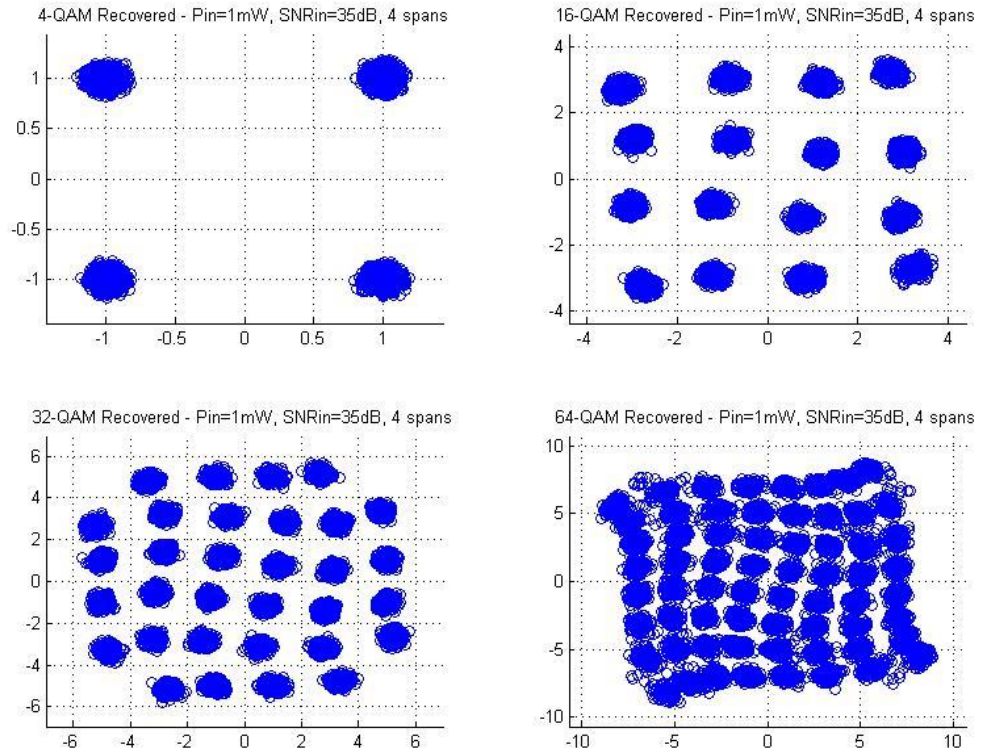 4-QAM Recovered - Pin=1mW, SNRin=35dB, 4 spans
1
0.5
0
-0.5
-1
-1 -0.5 0 0.5 1
16-QAM Recovered - Pin=1mW, SNRin=35dB, 4 spans
4
2
0
-2
-4
-4 -2 0 2 4
32-QAM Recovered - Pin=1mW, SNRin=35dB, 4 spans
6
4
2
0
-2
-4
-6
-6 -4 -2 0 2 4 6
64-QAM Recovered - Pin=1mW, SNRin=35dB, 4 spans
10
5
0
-5
-10
-10 -5 0 5 10